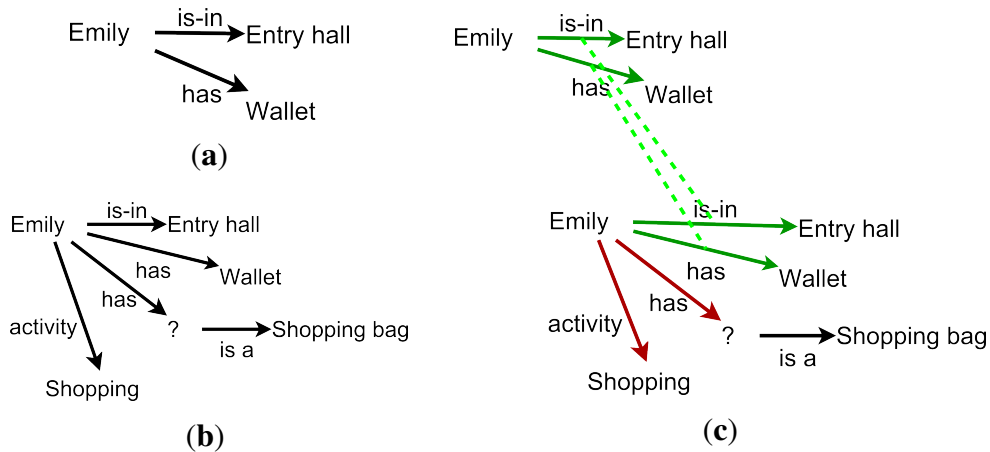 Emily is-in Entry hall
has
Wallet
(a)
Emily is-in Entry hall
has
Wallet
has
activity
?
is a
Shopping bag
Shopping
(b)
Emily is-in Entry hall
has
Wallet
Emily is-in Entry hall
has
Wallet
has
activity
?
is a
Shopping bag
Shopping
(c)